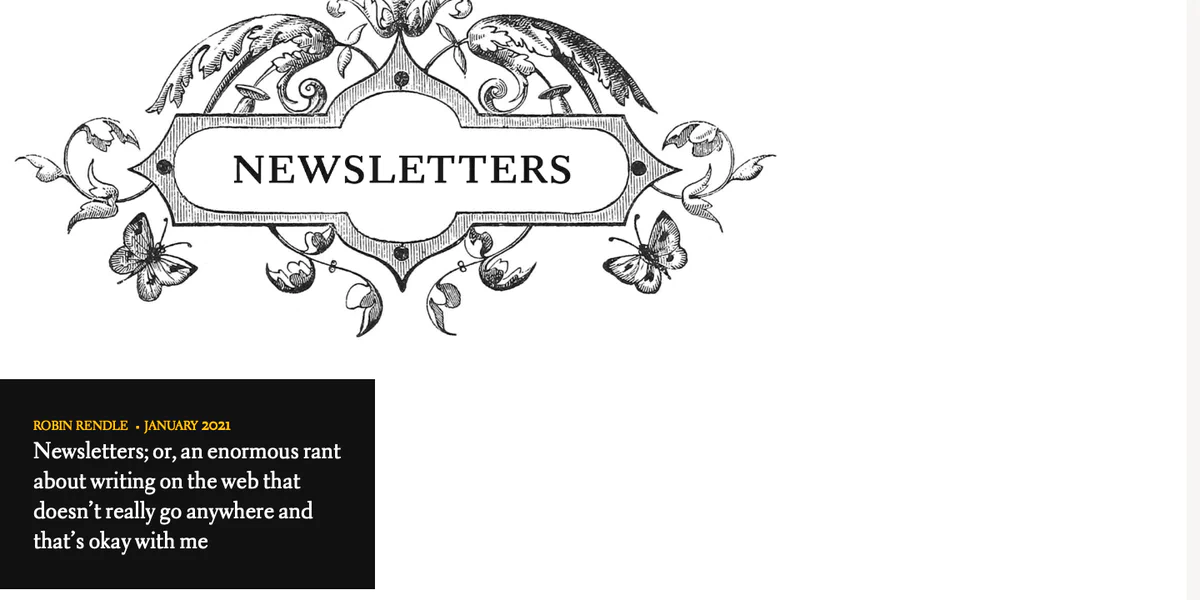 NEWSLETTERS
ROBIN RENDLE • JANUARY 2021
Newsletters; or, an enormous rant
about writing on the web that
doesn’t really go anywhere and
that’s okay with me